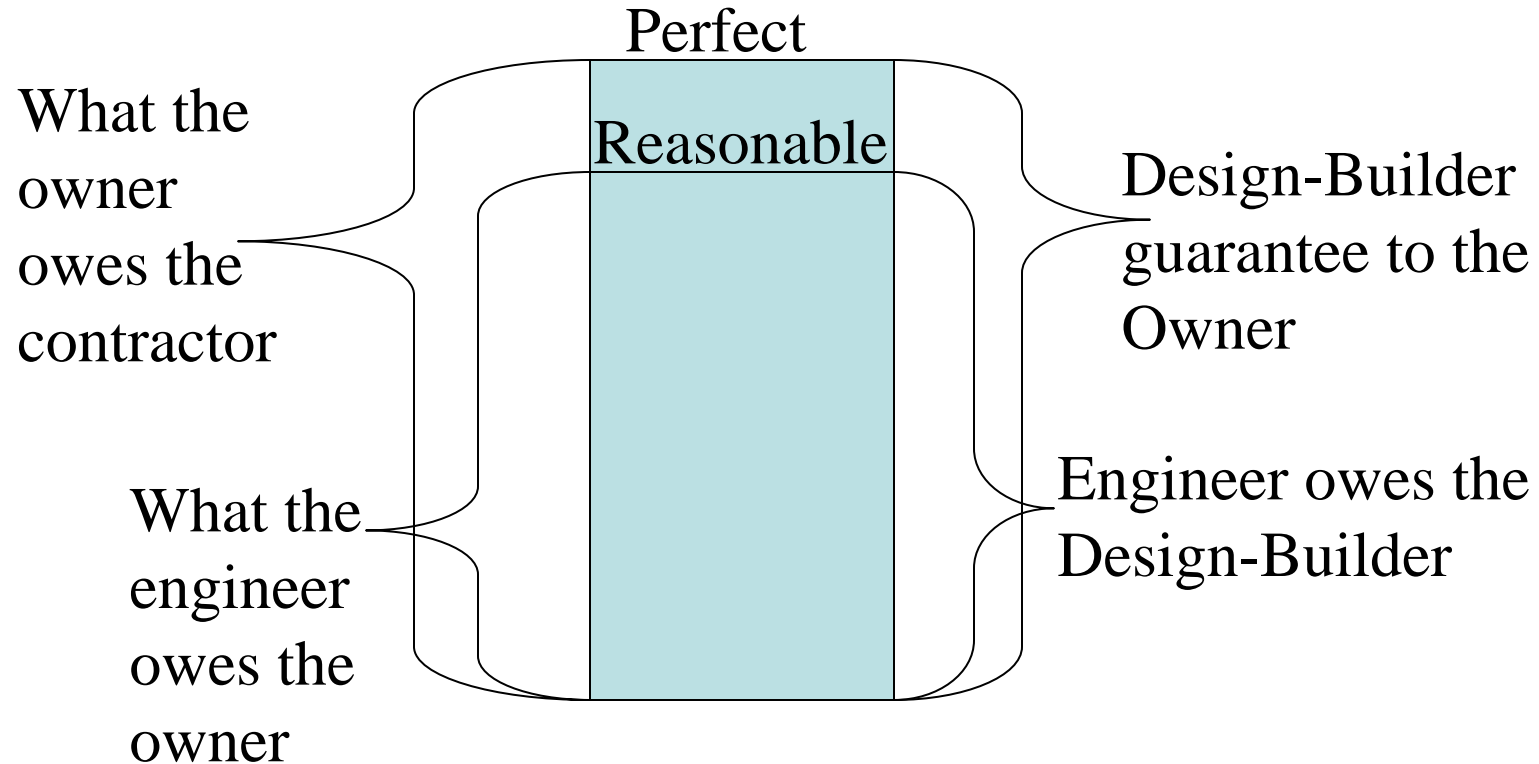 Perfect
Reasonable
What the
owner
owes the
contractor
What the
engineer
owes the
owner
Design-Builder
guarantee to the
Owner
Engineer owes the
Design-Builder